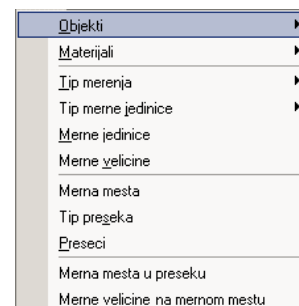 Objekti
Materijali
Tip merenja
Tip merne jedinice
Merne jedinice
Merne velicine
Merna mesta
Tip preseka
Preseci
Merna mesta u preseku
Merne velicine na mernom mestu